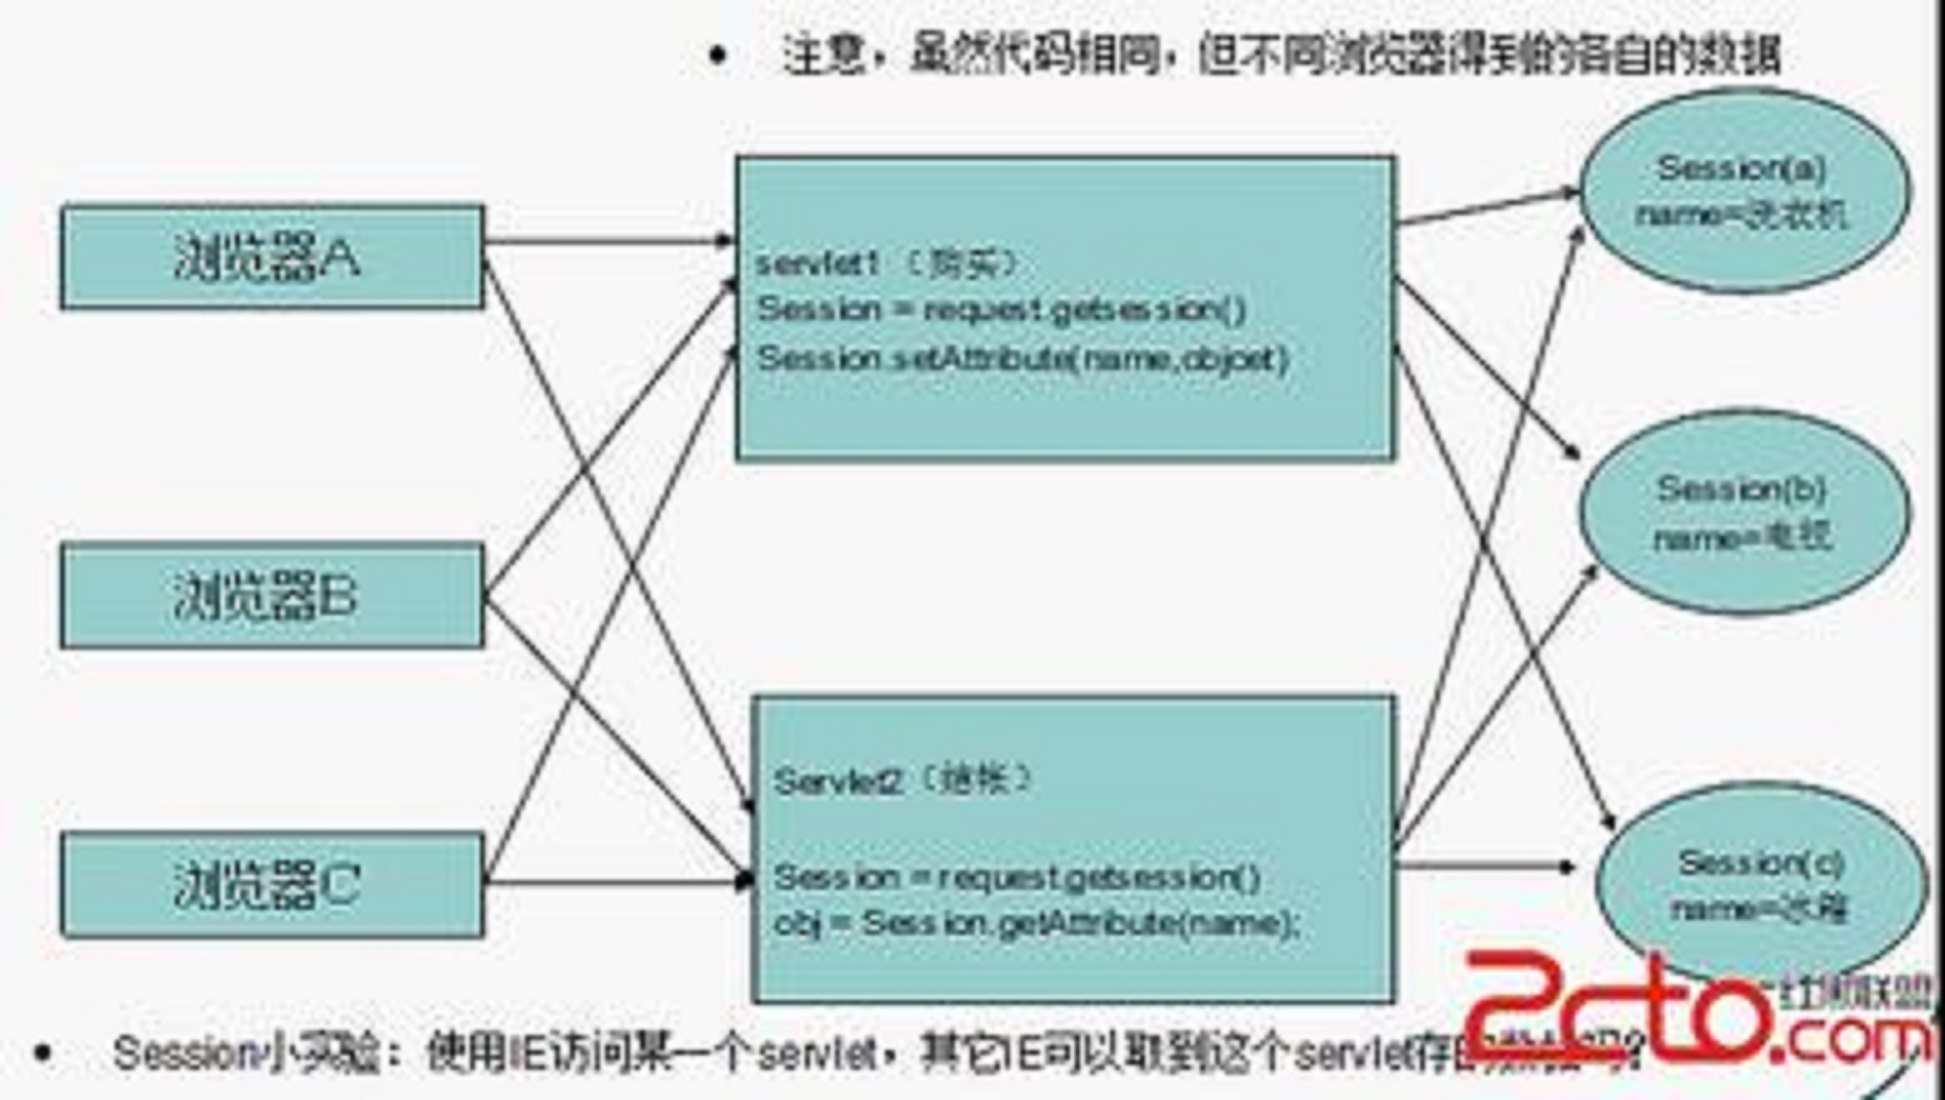 • 注意，虽然代码相同，但不同浏览器得到的各自的数据
浏览器A
浏览器B
浏览器C
servlet1（购买）
Session = request.getsession()
Session.setAttribute(name,objcet)
Servlet2（结帐）
Session = request.getsession()
obj = Session.getAttribute(name);
Session(a)
name=洗衣机
Session(b)
name=电视
Session(c)
name=冰箱
• Session小实验：使用IE访问某一个servlet，其它IE可以取到这个servlet存的
2cto.com
红黑联盟